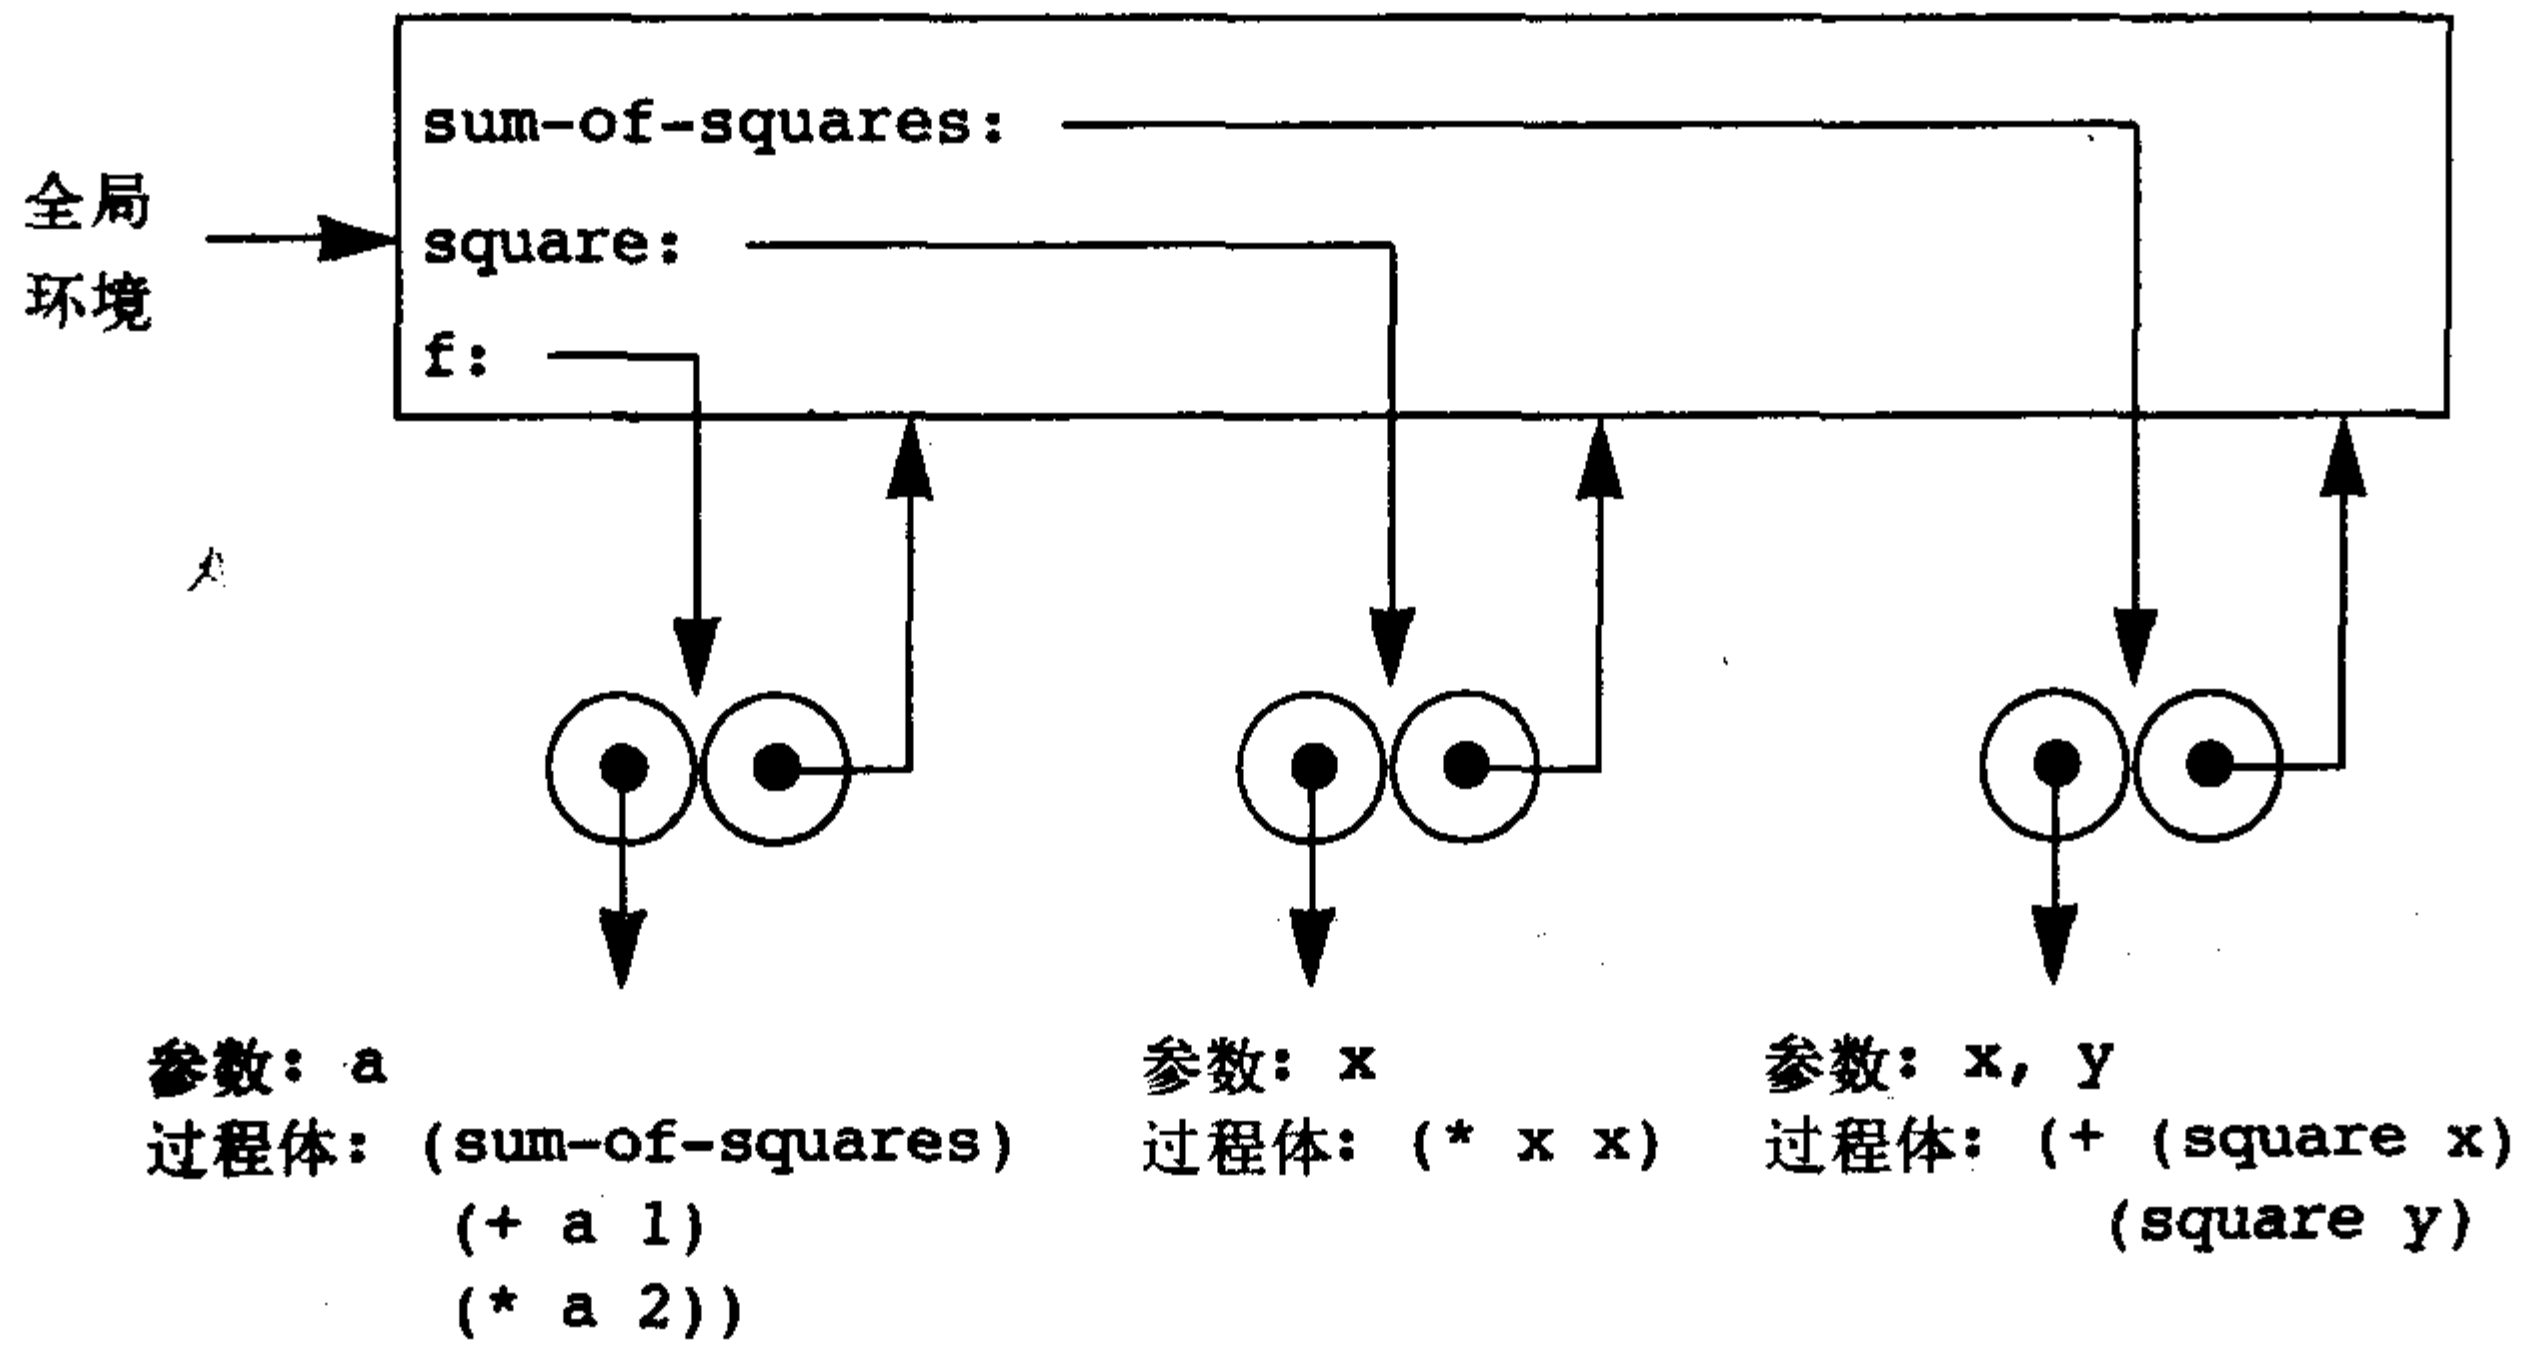 sum-of-squares:
全局
环境
square:
f:
参数: a
过程体: (sum-of-squares)
(+ a 1)
(* a 2))
参数: x
过程体: (* x x)
参数: x, y
过程体: (+ (square x)
(square y)